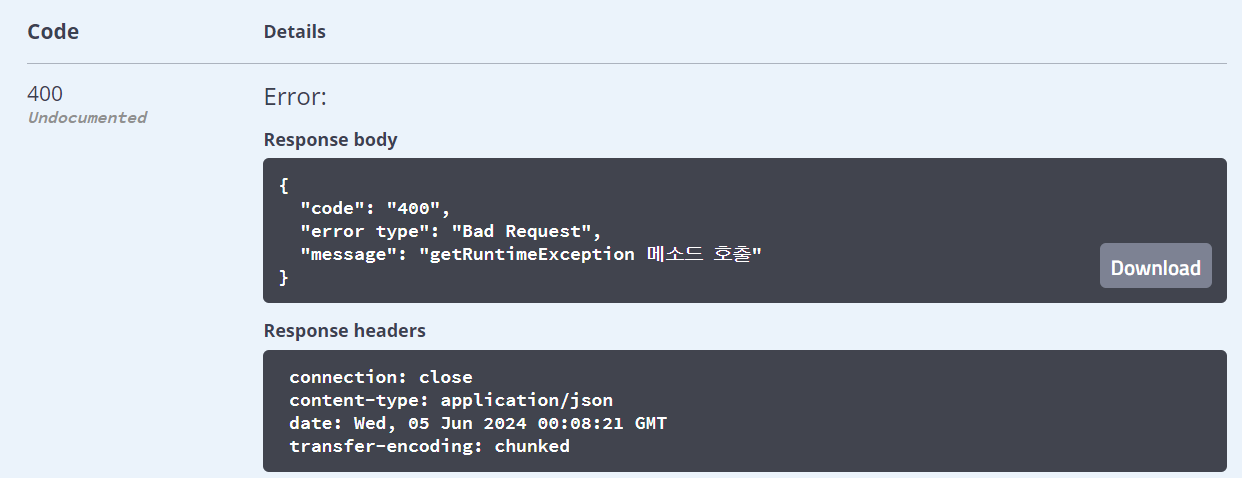 Code Details
400 Error:
Undocumented
Response body
{
  "code": "400",
  "error type": "Bad Request",
  "message": "getRuntimeException 메소드 호출"
}
Download
Response headers
connection: close
content-type: application/json
date: Wed, 05 Jun 2024 00:08:21 GMT
transfer-encoding: chunked